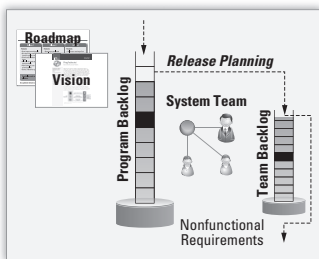 Roadmap
Vision
Release Planning
Program Backlog
System Team
Team Backlog
Nonfunctional
Requirements